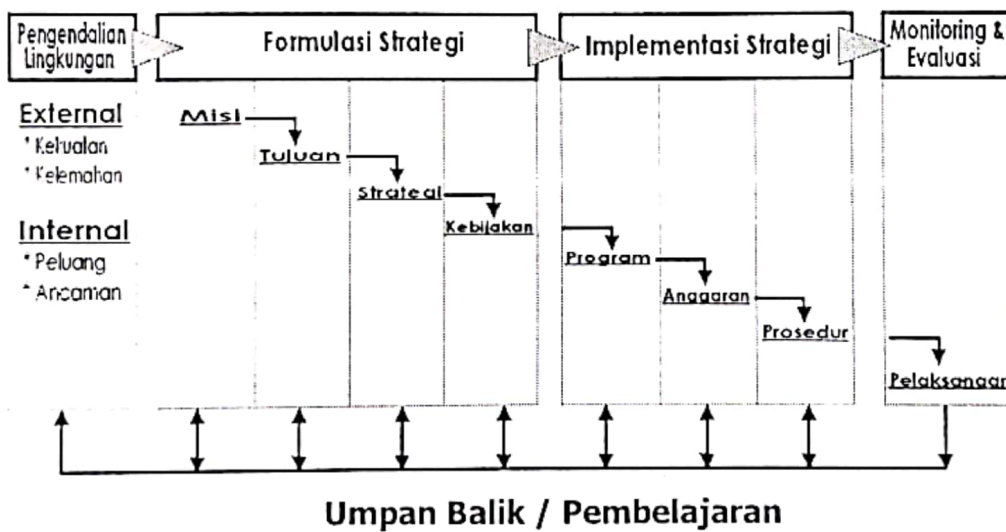 Pengendalian
Lingkungan
Formulasi Strategi
Implementasi Strategi
Monitoring &
Evaluasi
External
* Kekuatan
* Kelemahan
Internal
* Peluang
* Ancaman
Misi
Tujuan
Strategi
Kebijakan
Program
Anggaran
Prosedur
Pelaksanaan
Umpan Balik / Pembelajaran